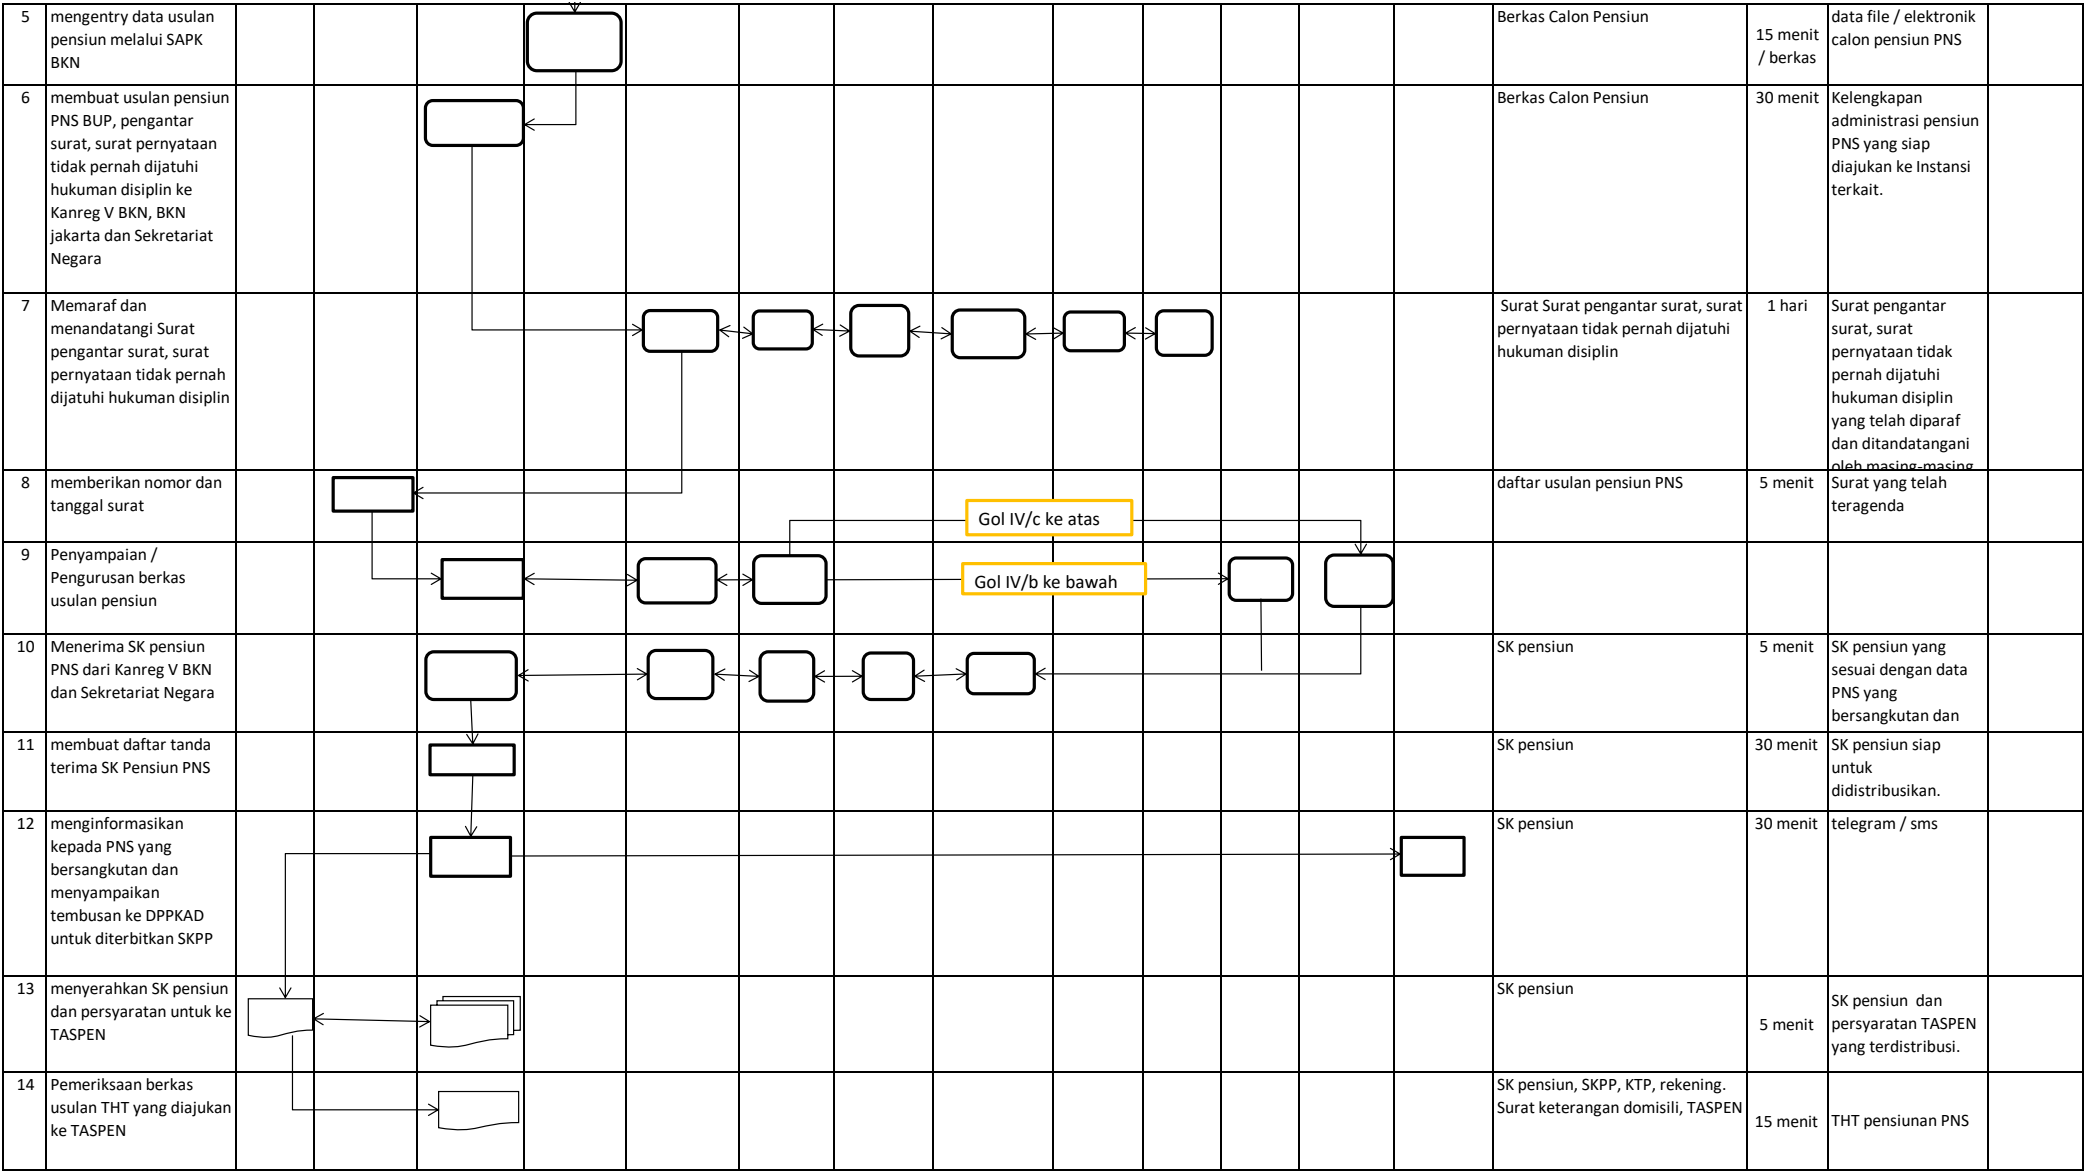 5
mengentry data usulan
pensiun melalui SAPK
BKN
Berkas Calon Pensiun
15 menit
/ berkas
data file / elektronik
calon pensiun PNS
6
membuat usulan pensiun
PNS BUP, pengantar
surat, surat pernyataan
tidak pernah dijatuhi
hukuman disiplin ke
Kanreg V BKN, BKN
jakarta dan Sekretariat
Negara
Berkas Calon Pensiun
30 menit
Kelengkapan
administrasi pensiun
PNS yang siap
diajukan ke Instansi
terkait.
7
Memaraf dan
menandatangi Surat
pengantar surat, surat
pernyataan tidak pernah
dijatuhi hukuman disiplin
Surat Surat pengantar surat, surat
pernyataan tidak pernah dijatuhi
hukuman disiplin
1 hari
Surat pengantar
surat, surat
pernyataan tidak
pernah dijatuhi
hukuman disiplin
yang telah diparaf
dan ditandatangani
oleh masing-masing
8
memberikan nomor dan
tanggal surat
Gol IV/c ke atas
daftar usulan pensiun PNS
5 menit
Surat yang telah
teragenda
9
Penyampaian /
Pengurusan berkas
usulan pensiun
Gol IV/b ke bawah
10
Menerima SK pensiun
PNS dari Kanreg V BKN
dan Sekretariat Negara
SK pensiun
5 menit
SK pensiun yang
sesuai dengan data
PNS yang
bersangkutan dan
11
membuat daftar tanda
terima SK Pensiun PNS
SK pensiun
30 menit
SK pensiun siap
untuk
didistribusikan.
12
menginformasikan
kepada PNS yang
bersangkutan dan
menyampaikan
tembusan ke DPPKAD
untuk diterbitkan SKPP
SK pensiun
30 menit
telegram / sms
13
menyerahkan SK pensiun
dan persyaratan untuk ke
TASPEN
SK pensiun
5 menit
SK pensiun  dan
persyaratan TASPEN
yang terdistribusi.
14
Pemeriksaan berkas
usulan THT yang diajukan
ke TASPEN
SK pensiun, SKPP, KTP, rekening.
Surat keterangan domisili, TASPEN
15 menit
THT pensiunan PNS